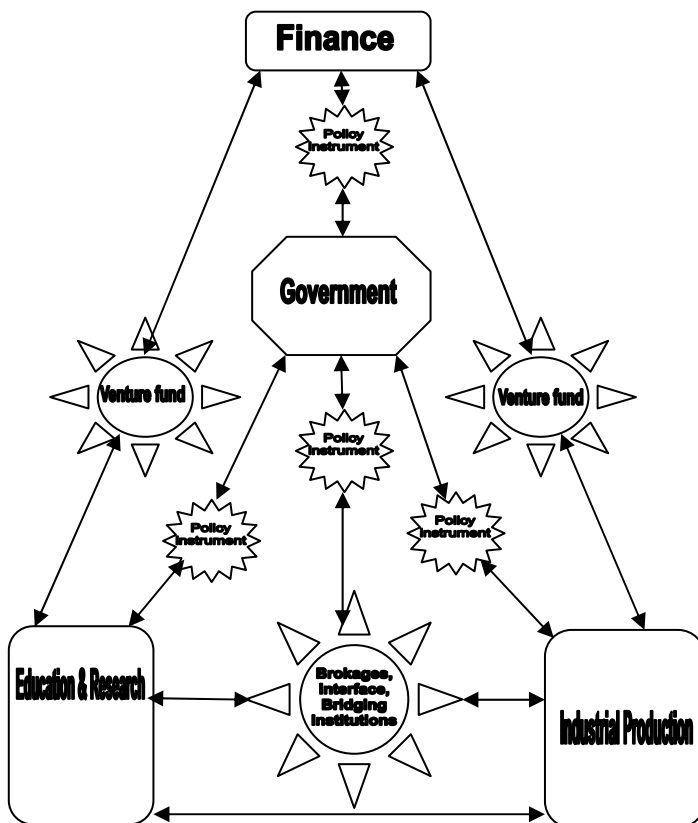 Finance
Policy
instrument
Government
Venture fund
Venture fund
Policy
instrument
Policy
instrument
Policy
instrument
Education & Research
Brokages,
Interface,
Bridging
institutions
Industrial Production